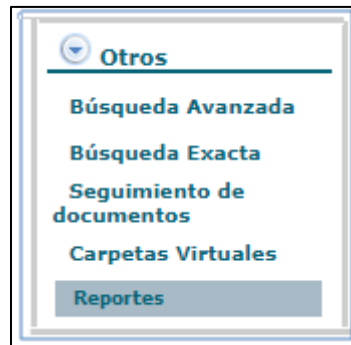 Otros
Búsqueda Avanzada
Búsqueda Exacta
Seguimiento de
documentos
Carpetas Virtuales
Reportes